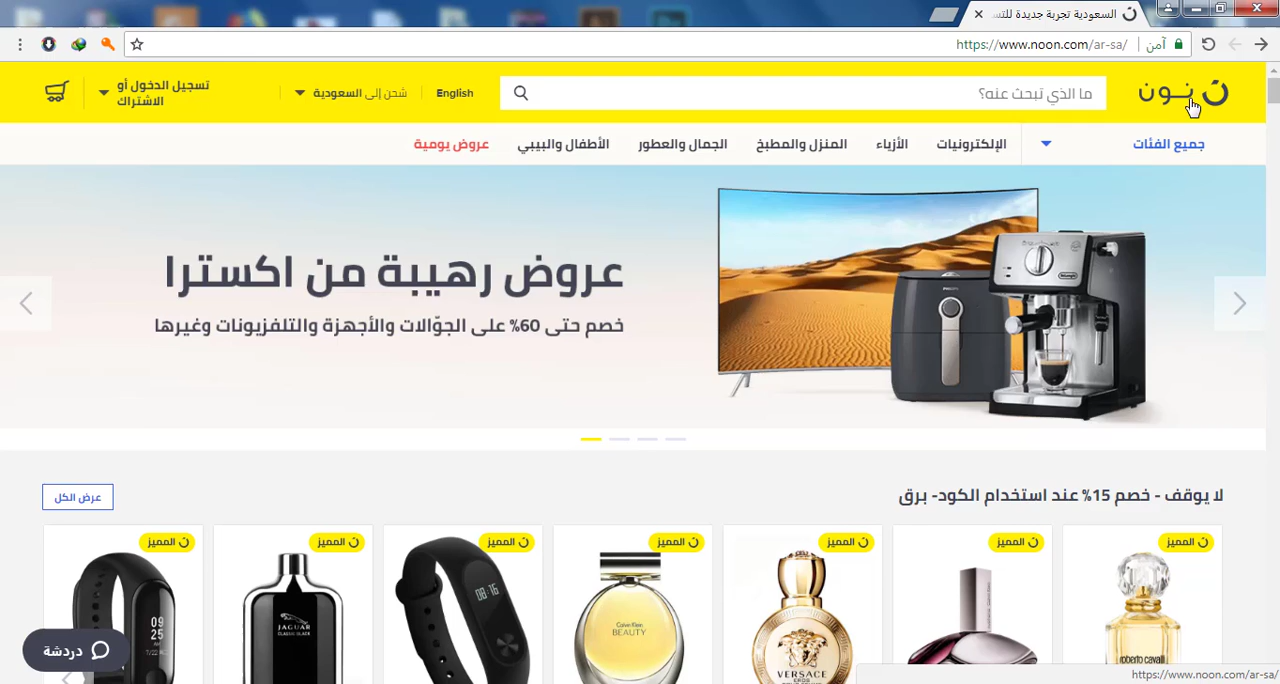 السعودية تجربة جديدة للتس
https://www.noon.com/ar-sa/
آمن
نون
ما الذي تبحث عنه؟
English
شحن إلى السعودية
تسجيل الدخول أو
الاشتراك
جميع الفئات
الإلكترونيات
الأزياء
المنزل والمطبخ
الجمال والعطور
الأطفال والبيبي
عروض يومية
عروض رهيبة من اكسترا
خصم حتى 60% على الجوّالات والأجهزة والتلفزيونات وغيرها
PHILIPS
DeLonghi
لا يوقف - خصم 15% عند استخدام الكود- برق
عرض الكل
المميز
المميز
المميز
المميز
المميز
المميز
المميز
roberto cavalli
VERSACE
EROS
Calvin Klein
BEAUTY
08:16
JAGUAR
CLASSIC BLACK
09
25
دردشة
https://www.noon.com/ar-sa/